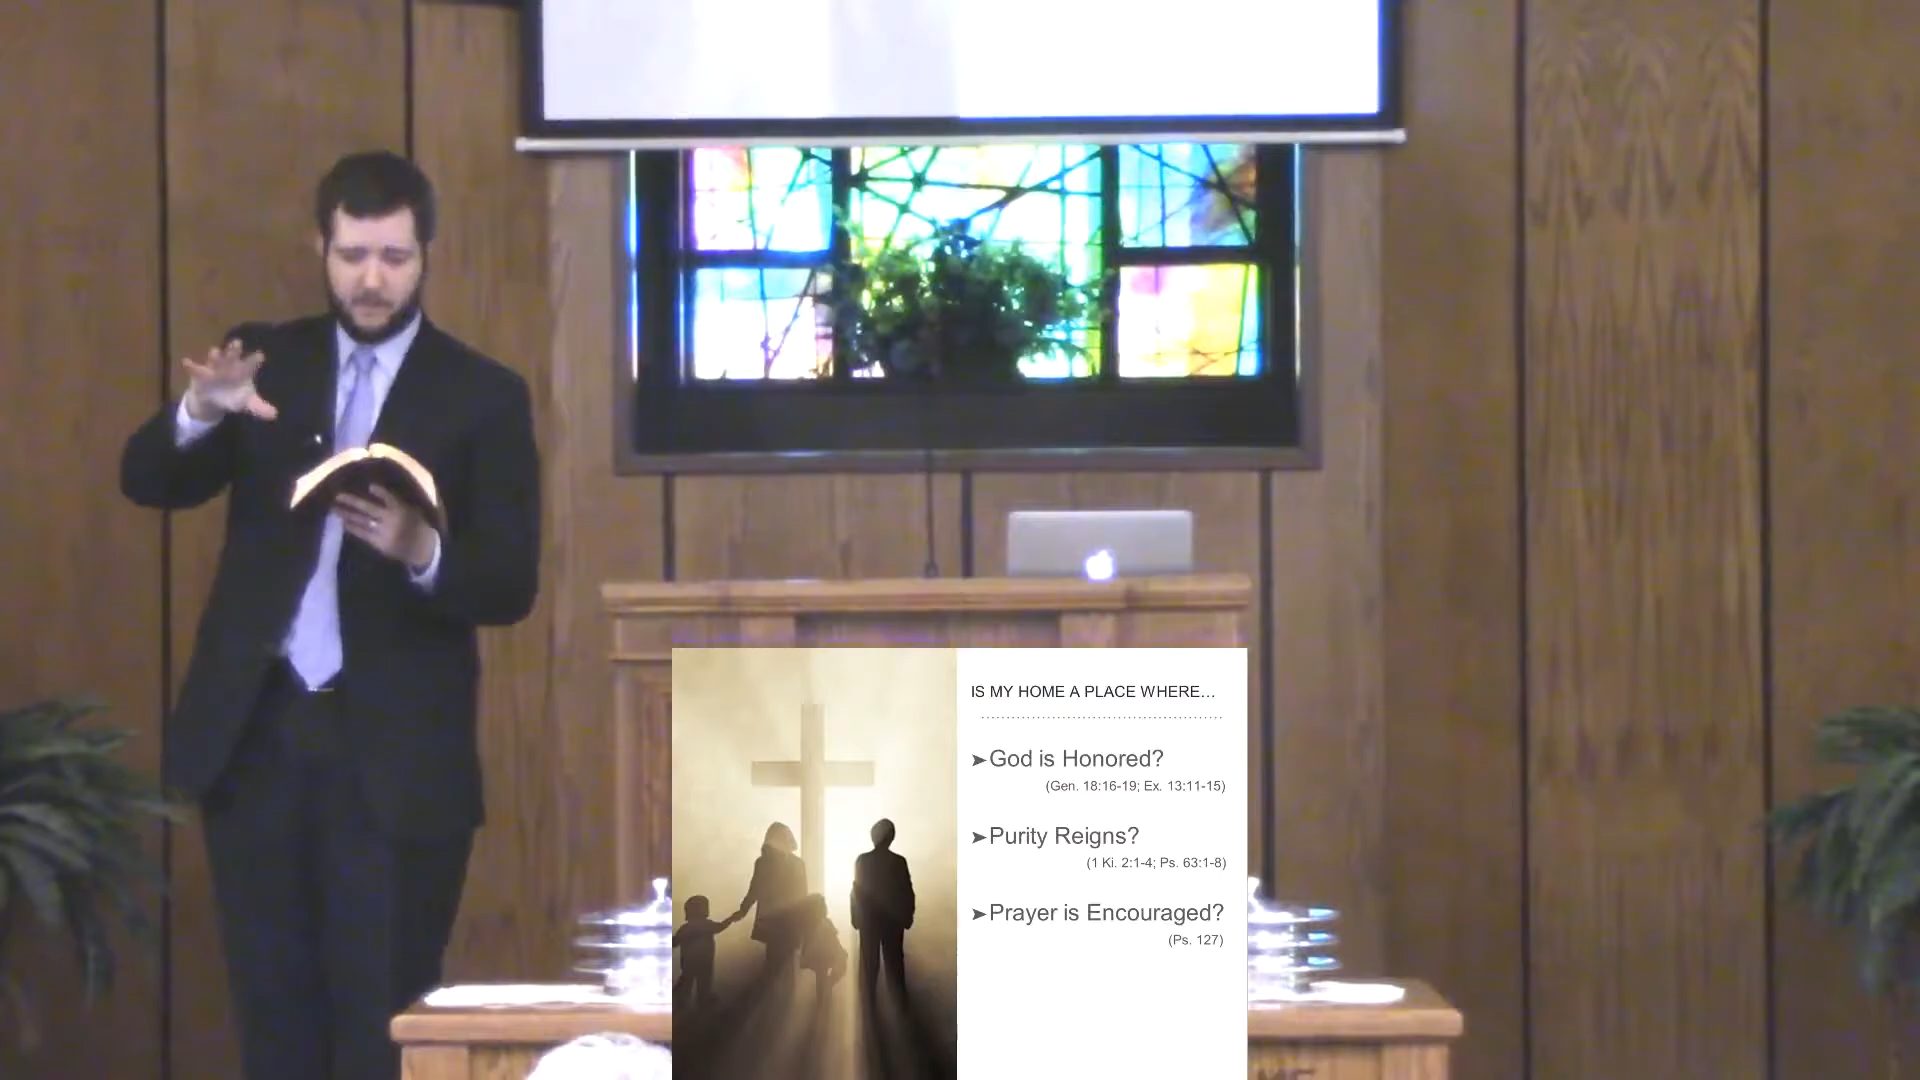 IS MY HOME A PLACE WHERE…
➤God is Honored?
(Gen. 18:16-19; Ex. 13:11-15)
➤Purity Reigns?
(1 Ki. 2:1-4; Ps. 63:1-8)
➤Prayer is Encouraged?
(Ps. 127)
ME